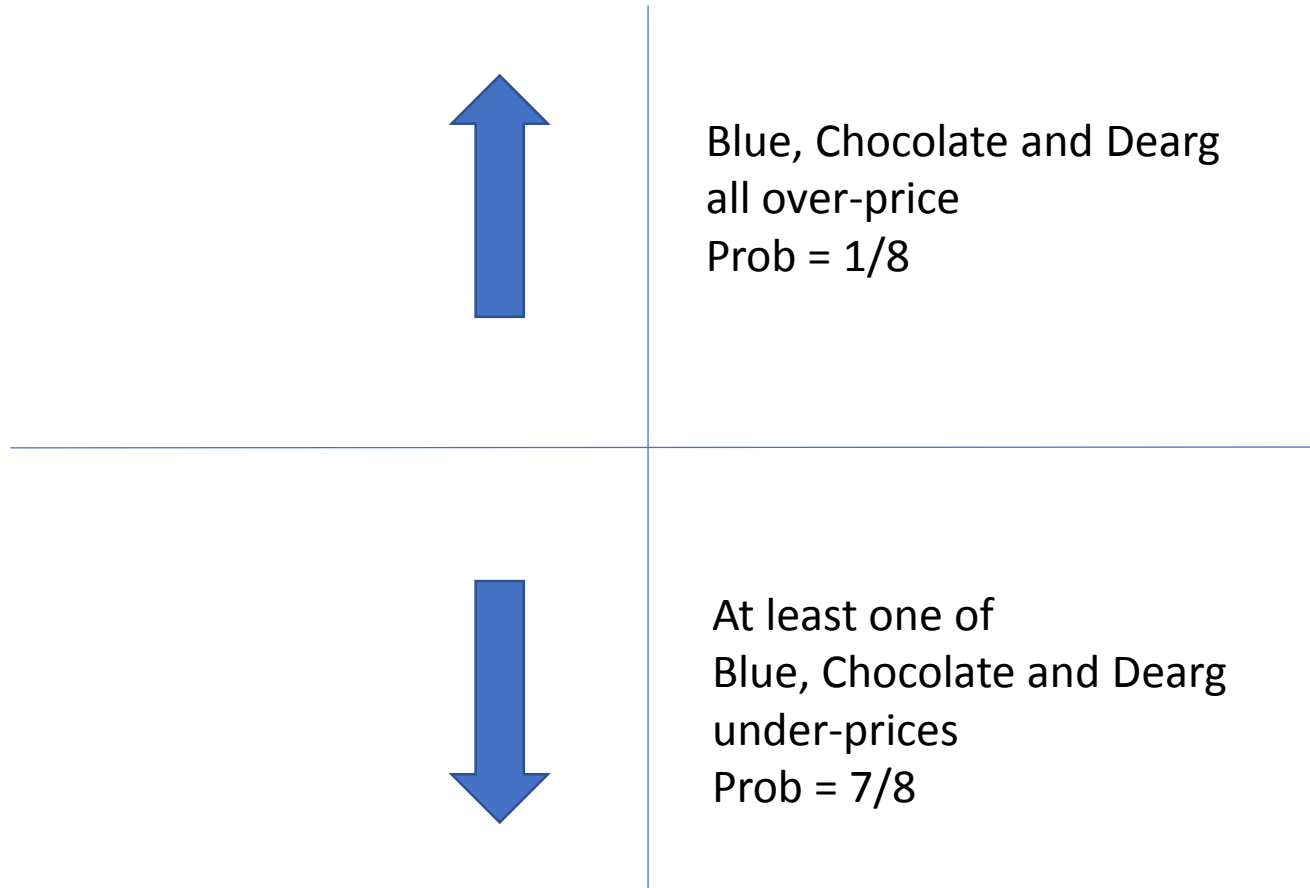 Blue, Chocolate and Dearg
all over-price
Prob = 1/8
At least one of
Blue, Chocolate and Dearg
under-prices
Prob = 7/8